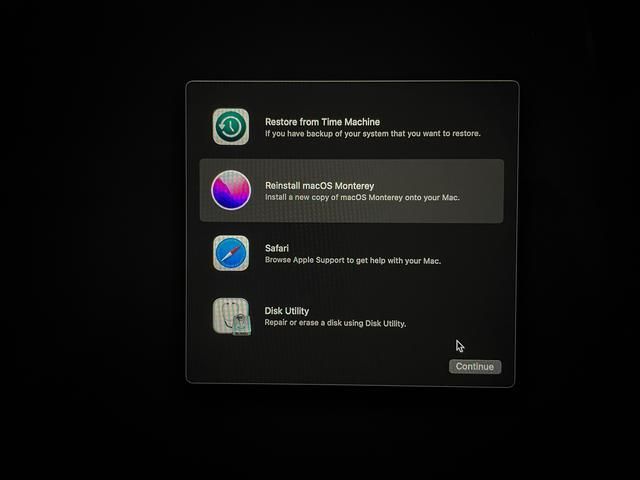 Restore from Time Machine
If you have backup of your system that you want to restore.
Reinstall macOS Monterey
Install a new copy of macOS Monterey onto your Mac.
Safari
Browse Apple Support to get help with your Mac.
Disk Utility
Repair or erase a disk using Disk Utility.
Continue